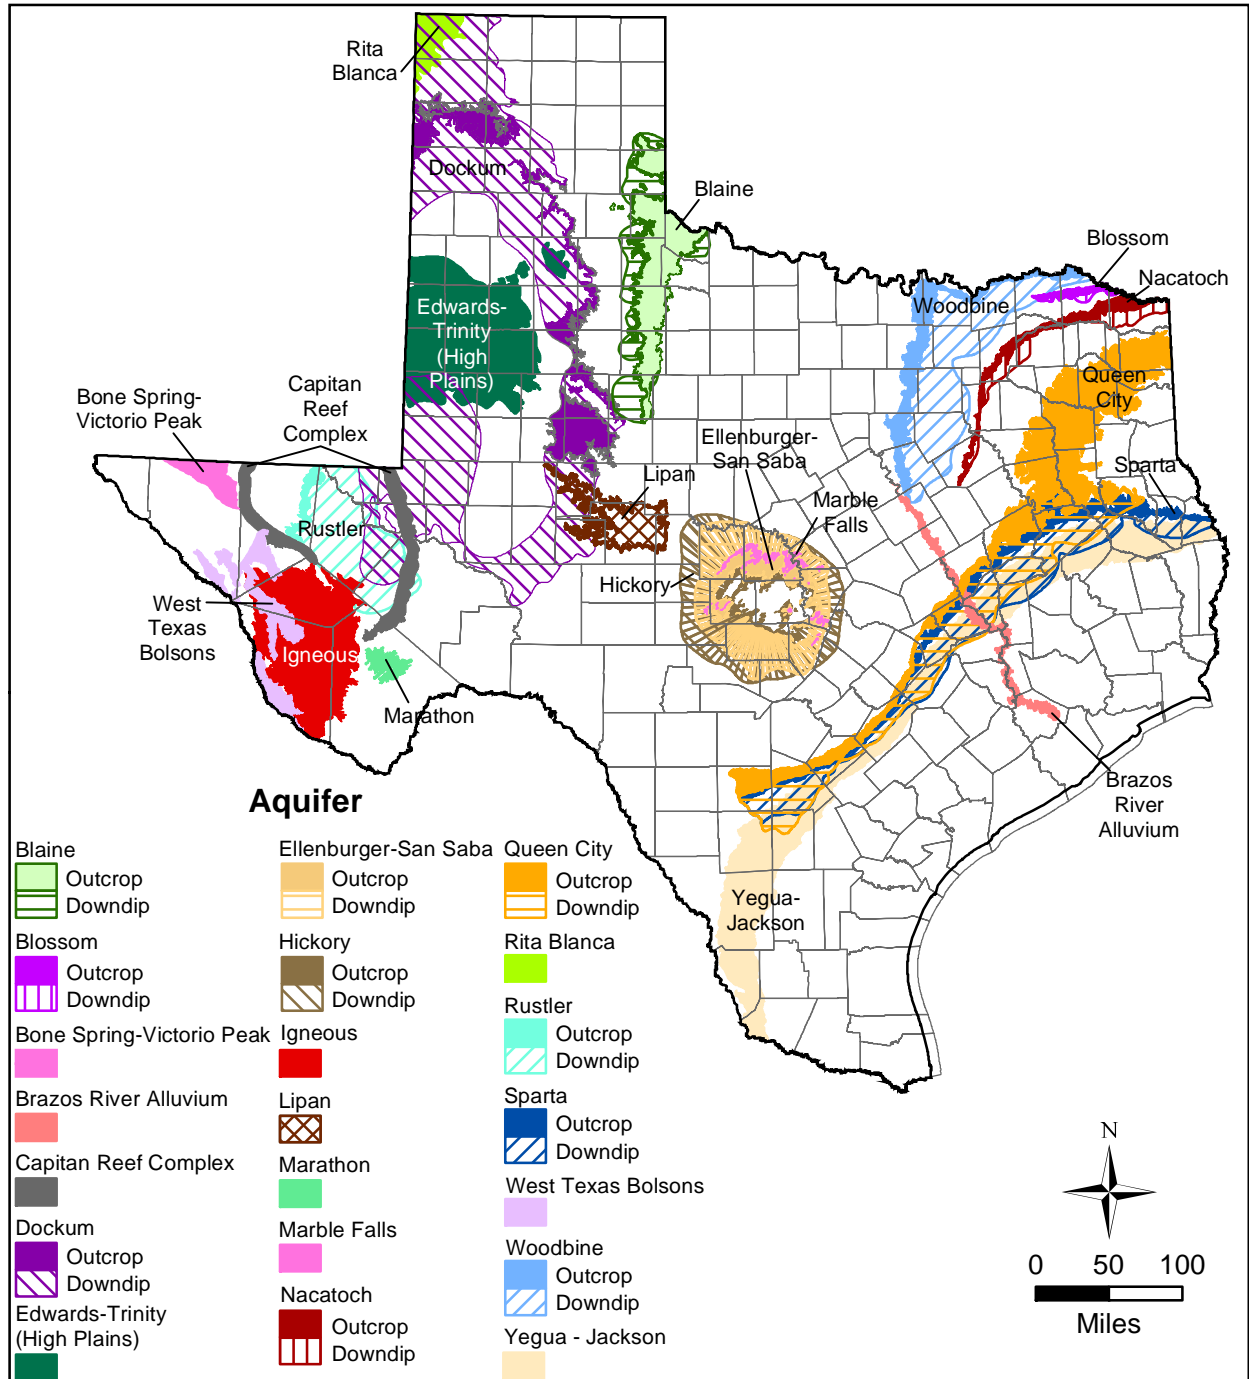 Rita
Blanca
Dockum
Blaine
Blossom
Nacatoch
Woodbine
Edwards-
Trinity
(High
Plains)
Queen
City
Capitan
Reef
Complex
Bone Spring-
Victorio Peak
Ellenburger-
San Saba
Sparta
Lipan
Marble
Falls
Rustler
Hickory
West
Texas
Bolsons
Igneous
Marathon
Brazos
River
Alluvium
Yegua-
Jackson
Aquifer
Blaine
Outcrop
Downdip
Blossom
Outcrop
Downdip
Bone Spring-Victorio Peak
Brazos River Alluvium
Capitan Reef Complex
Dockum
Outcrop
Downdip
Edwards-Trinity
(High Plains)
Ellenburger-San Saba
Outcrop
Downdip
Hickory
Outcrop
Downdip
Igneous
Lipan
Marathon
Marble Falls
Nacatoch
Outcrop
Downdip
Queen City
Outcrop
Downdip
Rita Blanca
Rustler
Outcrop
Downdip
Sparta
Outcrop
Downdip
West Texas Bolsons
Woodbine
Outcrop
Downdip
Yegua - Jackson
N
0 50 100
Miles